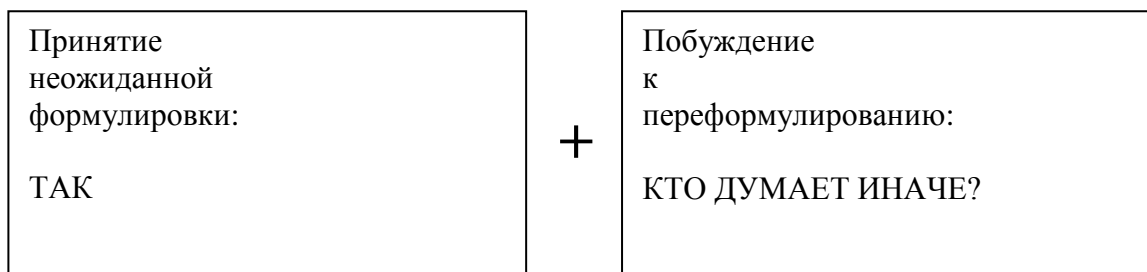 Принятие
неожиданной
формулировки:
ТАК
+
Побуждение
к
переформулированию:
КТО ДУМАЕТ ИНАЧЕ?